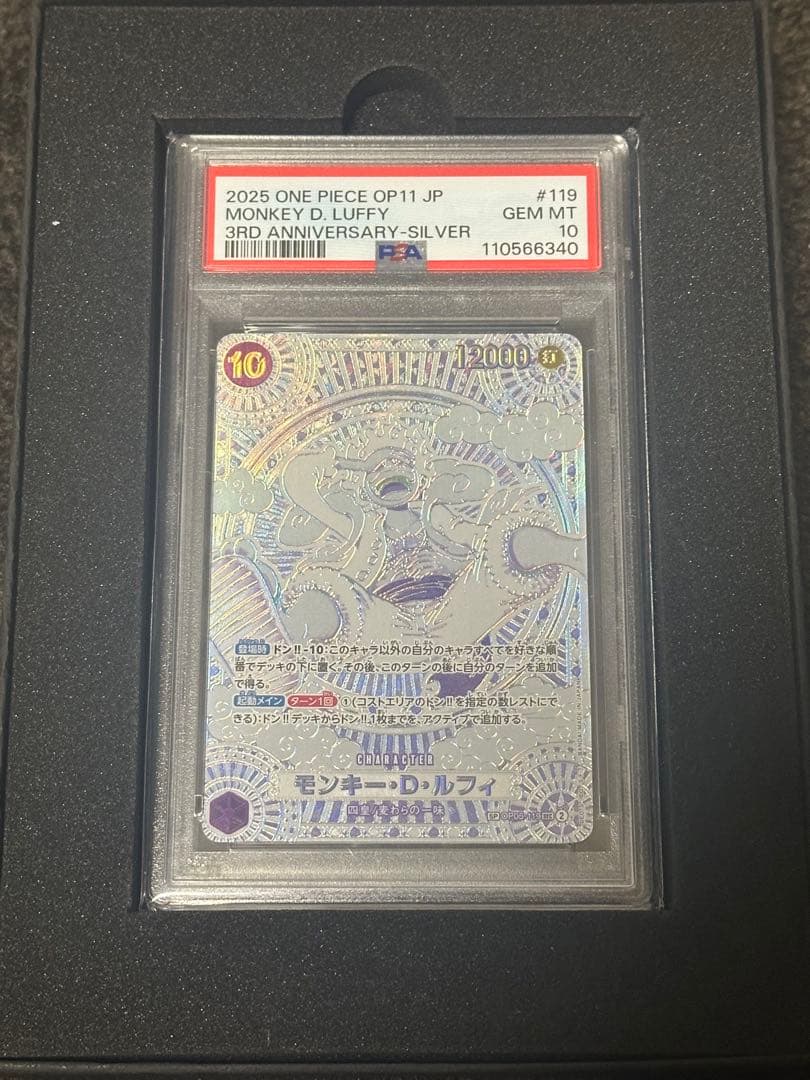 2025 ONE PIECE OP11 JP #119
MONKEY D. LUFFY GEM MT
3RD ANNIVERSARY-SILVER 10
PSA 110566340
10 12000 打
登場時 ドン!!-10:このキャラ以外の自分のキャラすべてを好きな順
番でデッキの下に置く。その後、このターンの後に自分のターンを追加
で得る。
起動メイン ターン1回 ①(コストエリアのドン!!を指定の数レストにで
きる):ドン!!デッキからドン!!1枚までを、アクティブで追加する。
CHARACTER
モンキー・D・ルフィ
四皇/麦わらの一味
SP OP05-119 SEC 2